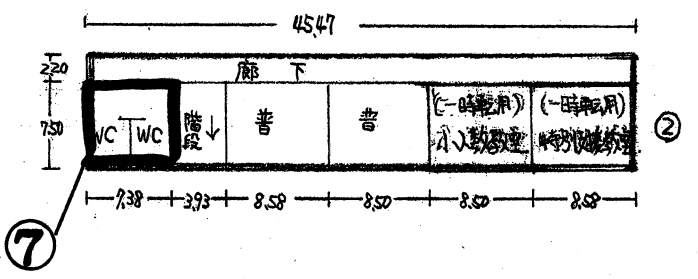 45.47
2.20
廊 下
7.50
WC
WC
階段
↓
普
普
(一時転用)
小人数教室
(一時転用)
特別支援教室
②
7.38
3.93
8.58
8.50
8.50
8.58
⑦